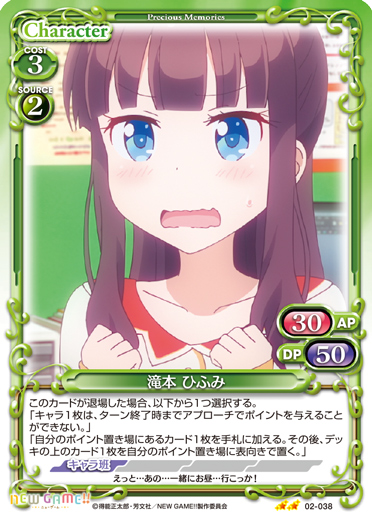 Precious Memories
Character
COST
3
SOURCE
2
30 AP
DP 50
滝本 ひふみ
このカードが退場した場合、以下から1つ選択する。
「キャラ1枚は、ターン終了時までアプローチでポイントを与えることができない。」
「自分のポイント置き場にあるカード1枚を手札に加える。その後、デッキの上のカード1枚を自分のポイント置き場に表向きで置く。」
キャラ班
えっと…あの…一緒にお昼…行こっか!
NEW GAME!!
©得能正太郎・芳文社/NEW GAME!!製作委員会
02-038